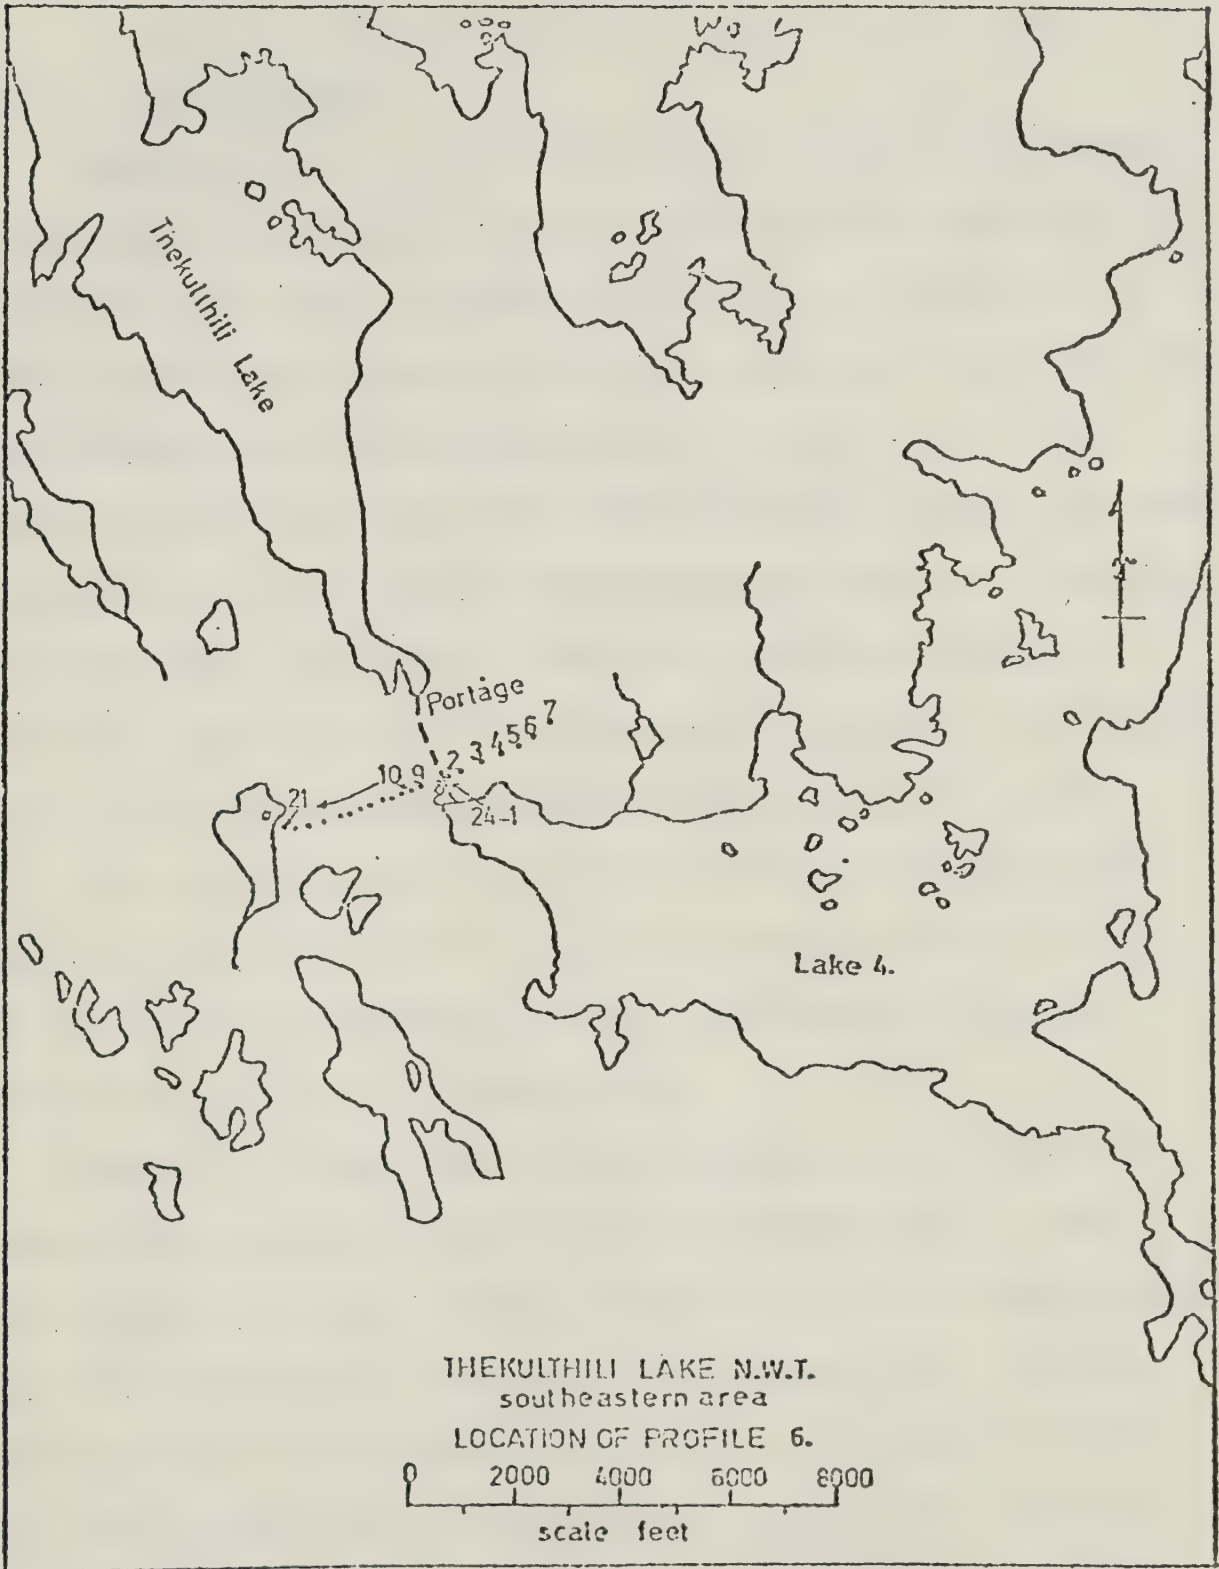 Thekulthili Lake
Portage
2 3 4 5 6 7
10 9
21
24-1
Lake 4.
THEKULTHILI LAKE N.W.T.
southeastern area
LOCATION OF PROFILE 6.
0 2000 4000 6000 8000
scale feet